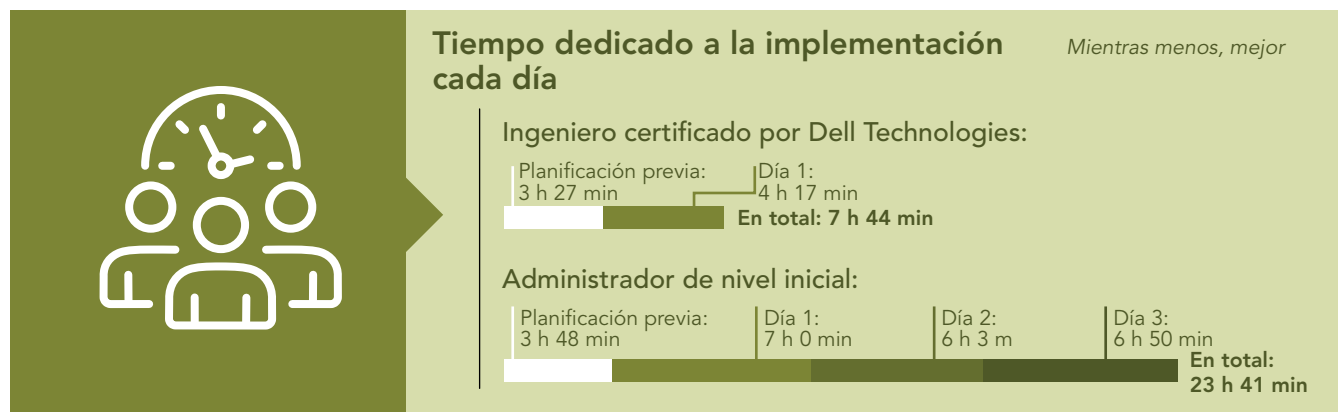 Tiempo dedicado a la implementación
cada día
Mientras menos, mejor
Ingeniero certificado por Dell Technologies:
Planificación previa:
3 h 27 min
Día 1:
4 h 17 min
En total: 7 h 44 min
Administrador de nivel inicial:
Planificación previa:
3 h 48 min
Día 1:
7 h 0 min
Día 2:
6 h 3 m
Día 3:
6 h 50 min
En total:
23 h 41 min